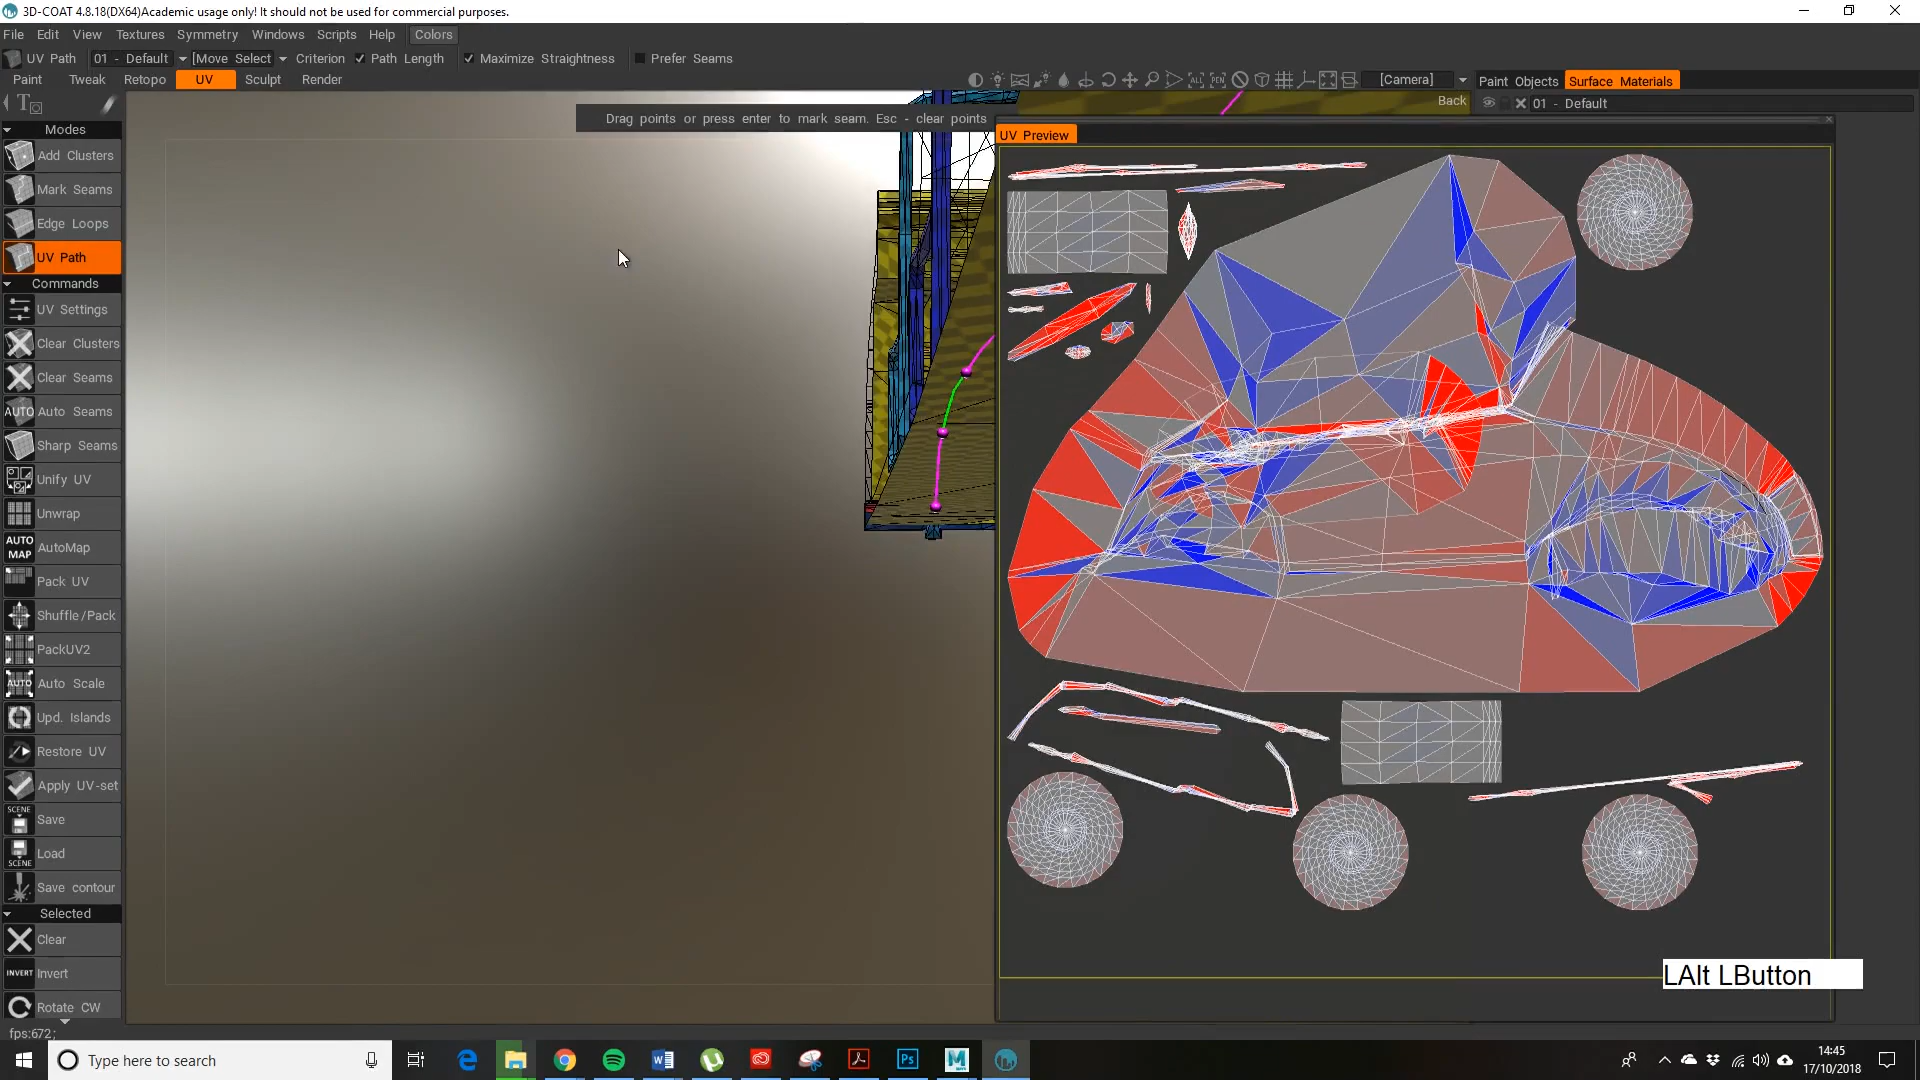 3D-COAT 4.8.18(DX64)Academic usage only! It should not be used for commercial purposes.
File Edit View Textures Symmetry Windows Scripts Help Colors
UV Path 01 - Default [Move Select Criterion Path Length Maximize Straightness Prefer Seams
Paint Tweak Retopo UV Sculpt Render ALL PEN [Camera] Paint Objects Surface Materials
Back 01 - Default
Drag points or press enter to mark seam. Esc - clear points
UV Preview
Modes
Add Clusters
Mark Seams
Edge Loops
UV Path
Commands
UV Settings
Clear Clusters
Clear Seams
AUTO Auto Seams
Sharp Seams
Unify UV
Unwrap
AUTO MAP AutoMap
Pack UV
Shuffle/Pack
PackUV2
AUTO Auto Scale
Upd. Islands
Restore UV
Apply UV-set
SCENE Save
SCENE Load
Save contour
Selected
Clear
INVERT Invert
Rotate CW
LAlt LButton
fps:672;
Type here to search
14:45
17/10/2018